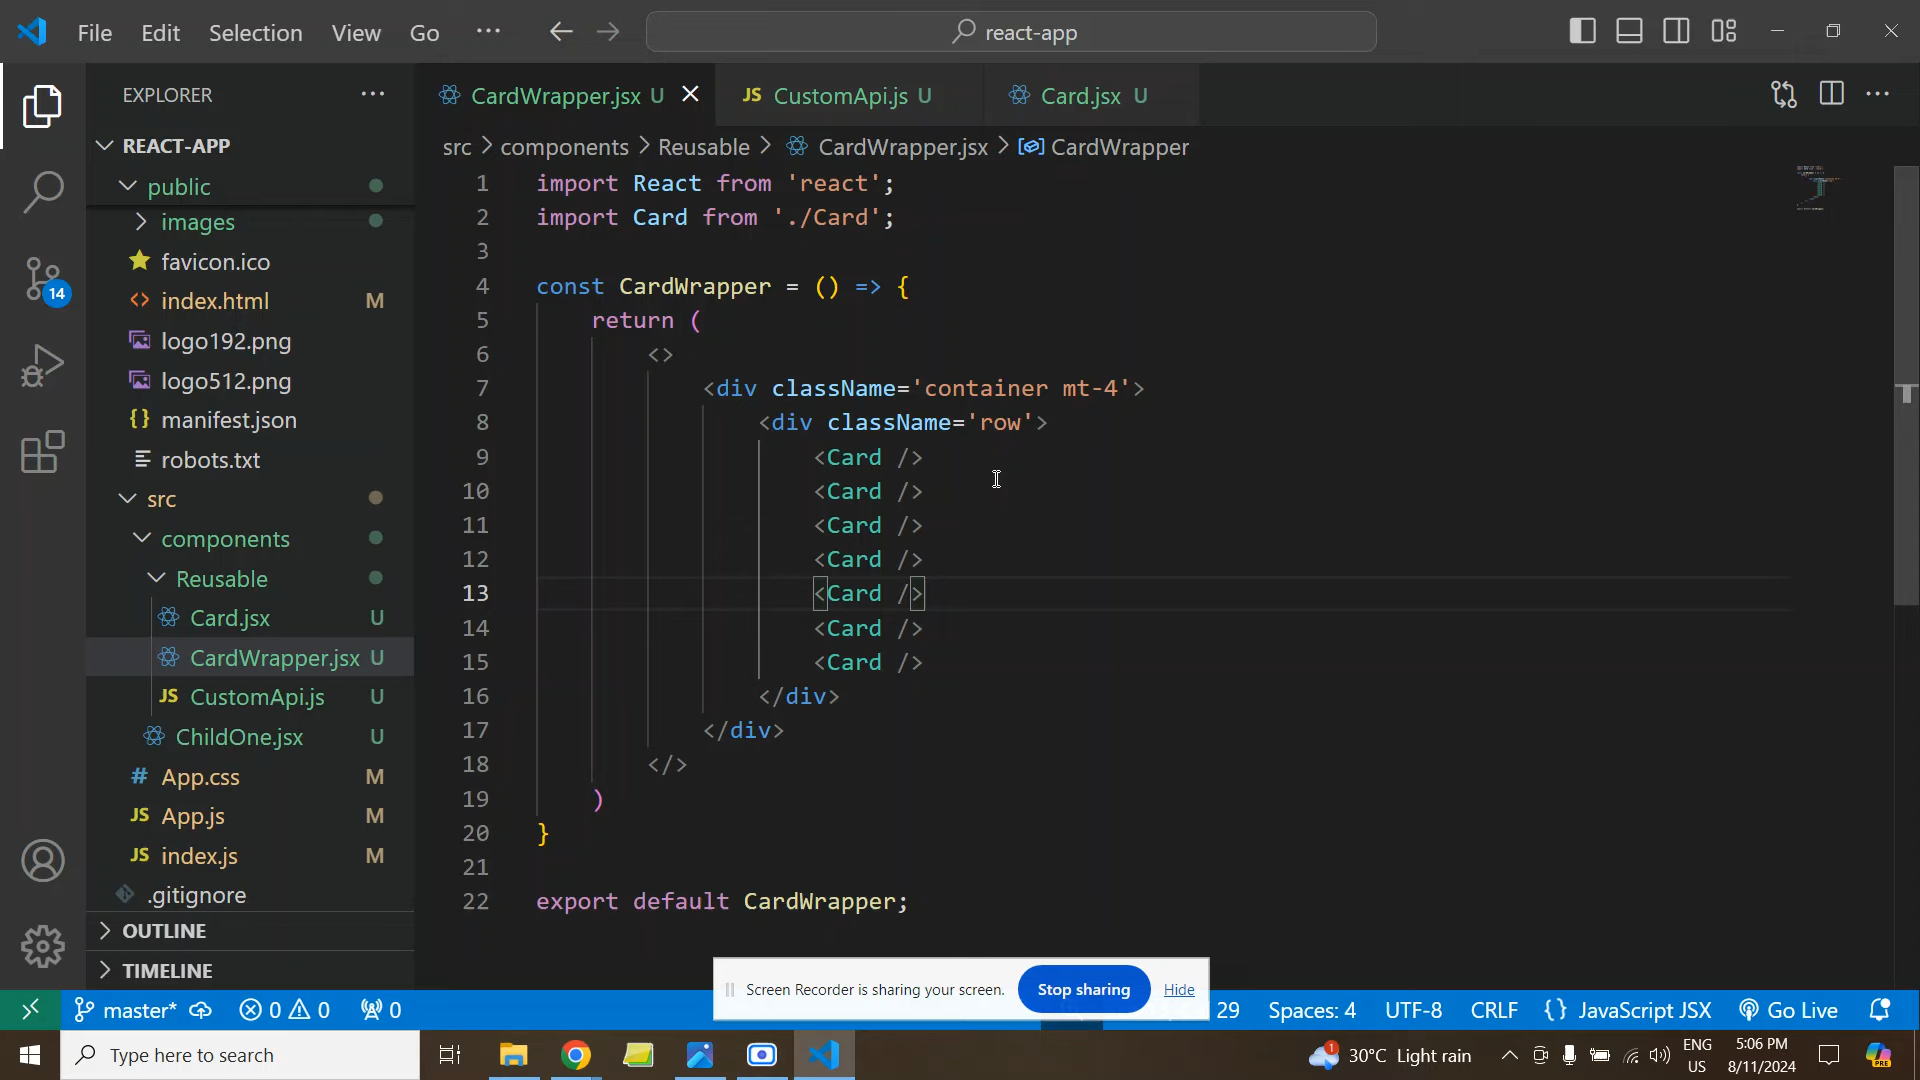 File Edit Selection View Go ··· react-app
EXPLORER ···
REACT-APP
public
images
favicon.ico
<> index.html M
logo192.png
logo512.png
{} manifest.json
robots.txt
src
components
Reusable
Card.jsx U
CardWrapper.jsx U
JS CustomApi.js U
ChildOne.jsx U
# App.css M
JS App.js M
JS index.js M
.gitignore
OUTLINE
TIMELINE
14
CardWrapper.jsx U
JS CustomApi.js U
Card.jsx U
src > components > Reusable > CardWrapper.jsx > CardWrapper
1 import React from 'react';
2 import Card from './Card';
3
4 const CardWrapper = () => {
5 return (
6 <>
7 <div className='container mt-4'>
8 <div className='row'>
9 <Card />
10 <Card />
11 <Card />
12 <Card />
13 <Card />
14 <Card />
15 <Card />
16 </div>
17 </div>
18 </>
19 )
20 }
21
22 export default CardWrapper;
Screen Recorder is sharing your screen. Stop sharing Hide
master* 0 0 0 29 Spaces: 4 UTF-8 CRLF {} JavaScript JSX Go Live
Type here to search
1 30°C Light rain
ENG
US
5:06 PM
8/11/2024
PRE